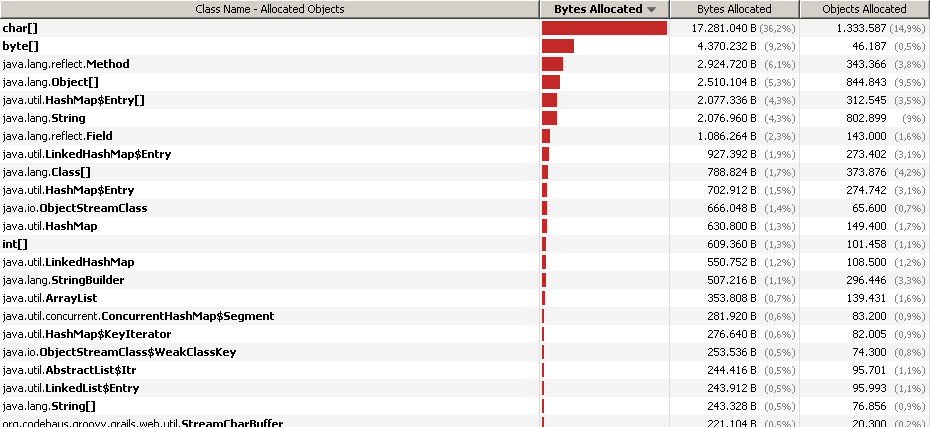 Class Name - Allocated Objects Bytes Allocated Bytes Allocated Objects Allocated
char[] 17.281.040 B (36,2%) 1.333.587 (14,9%)
byte[] 4.370.232 B (9,2%) 46.187 (0,5%)
java.lang.reflect.Method 2.924.720 B (6,1%) 343.366 (3,8%)
java.lang.Object[] 2.510.104 B (5,3%) 844.843 (9,5%)
java.util.HashMap$Entry[] 2.077.336 B (4,3%) 312.545 (3,5%)
java.lang.String 2.076.960 B (4,3%) 802.899 (9%)
java.lang.reflect.Field 1.086.264 B (2,3%) 143.000 (1,6%)
java.util.LinkedHashMap$Entry 927.392 B (1,9%) 273.402 (3,1%)
java.lang.Class[] 788.824 B (1,7%) 373.876 (4,2%)
java.util.HashMap$Entry 702.912 B (1,5%) 274.742 (3,1%)
java.io.ObjectStreamClass 666.048 B (1,4%) 65.600 (0,7%)
java.util.HashMap 630.800 B (1,3%) 149.400 (1,7%)
int[] 609.360 B (1,3%) 101.458 (1,1%)
java.util.LinkedHashMap 550.752 B (1,2%) 108.500 (1,2%)
java.lang.StringBuilder 507.216 B (1,1%) 296.446 (3,3%)
java.util.ArrayList 353.808 B (0,7%) 139.431 (1,6%)
java.util.concurrent.ConcurrentHashMap$Segment 281.920 B (0,6%) 83.200 (0,9%)
java.util.HashMap$KeyIterator 276.640 B (0,6%) 82.005 (0,9%)
java.io.ObjectStreamClass$WeakClassKey 253.536 B (0,5%) 74.300 (0,8%)
java.util.AbstractList$Itr 244.416 B (0,5%) 95.701 (1,1%)
java.util.LinkedList$Entry 243.912 B (0,5%) 95.993 (1,1%)
java.lang.String[] 243.328 B (0,5%) 76.856 (0,9%)
org.codehaus.groovy.grails.web.util.StreamCharBuffer 221.104 B (0,5%) 20.300 (0,2%)